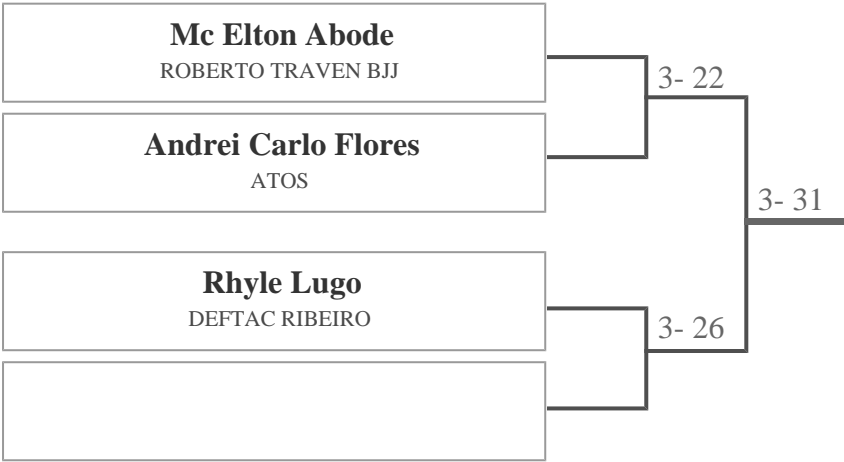 Mc Elton Abode
ROBERTO TRAVEN BJJ
3- 22
Andrei Carlo Flores
ATOS
3- 31
Rhyle Lugo
DEFTAC RIBEIRO
3- 26